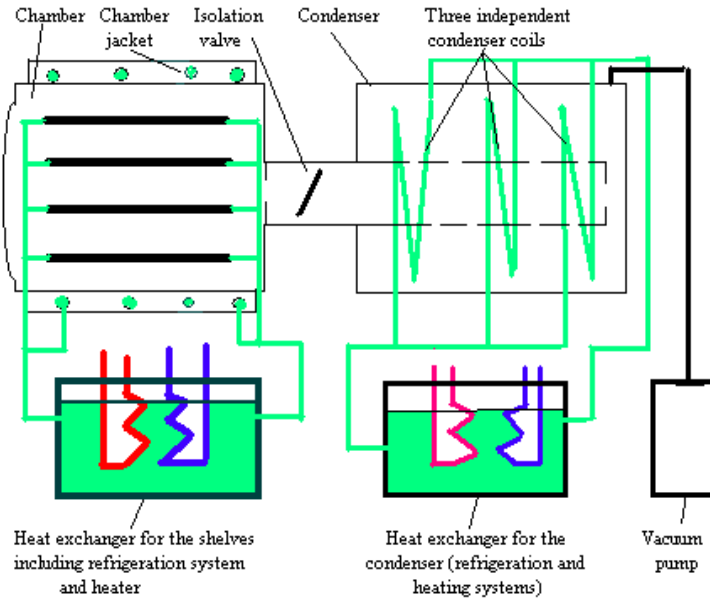 Chamber
Chamber
jacket
Isolation
valve
Condenser
Three independent
condenser coils
Heat exchanger for the shelves
including refrigeration system
and heater
Heat exchanger for the
condenser (refrigeration and
heating systems)
Vacuum
pump